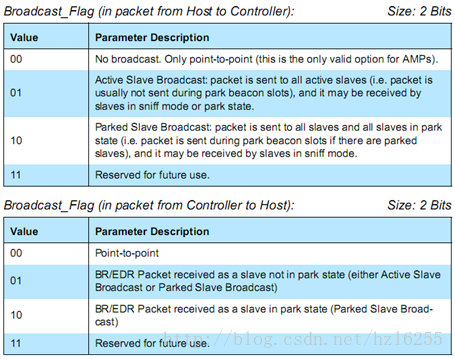 Broadcast_Flag (in packet from Host to Controller): Size: 2 Bits
Value Parameter Description
00 No broadcast. Only point-to-point (this is the only valid option for AMPs).
01 Active Slave Broadcast: packet is sent to all active slaves (i.e. packet is
usually not sent during park beacon slots), and it may be received by
slaves in sniff mode or park state.
10 Parked Slave Broadcast: packet is sent to all slaves and all slaves in park
state (i.e. packet is sent during park beacon slots if there are parked
slaves), and it may be received by slaves in sniff mode.
11 Reserved for future use.
Broadcast_Flag (in packet from Controller to Host): Size: 2 Bits
Value Parameter Description
00 Point-to-point
01 BR/EDR Packet received as a slave not in park state (either Active Slave
Broadcast or Parked Slave Broadcast)
10 BR/EDR Packet received as a slave in park state (Parked Slave Broad-
cast)
11 Reserved for future use.
http://blog.csdn.net/hzl6255